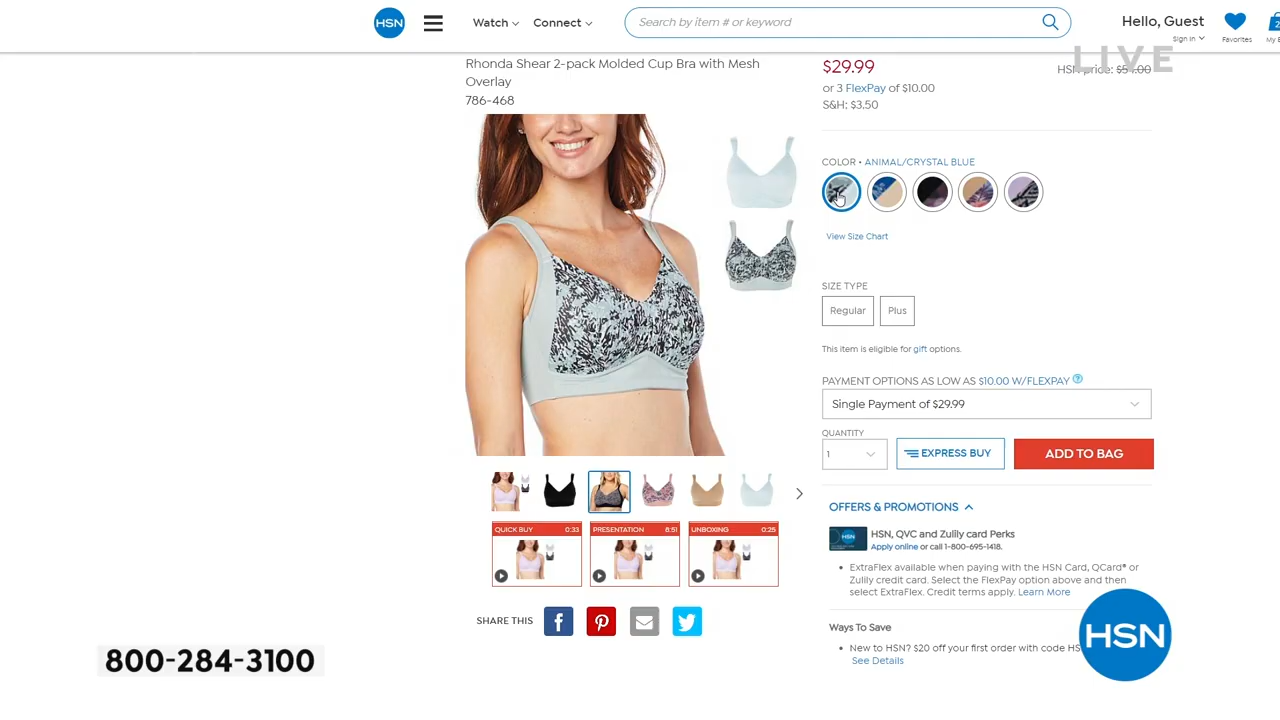 HSN
Watch
Connect
Search by item # or keyword
Hello, Guest
Sign In
Favorites
2
LIVE
Rhonda Shear 2-pack Molded Cup Bra with Mesh
Overlay
786-468
$29.99
HSN price: $54.00
or 3 FlexPay of $10.00
S&H: $3.50
COLOR • ANIMAL/CRYSTAL BLUE
View Size Chart
SIZE TYPE
Regular
Plus
This item is eligible for gift options.
PAYMENT OPTIONS AS LOW AS $10.00 W/FLEXPAY ?
Single Payment of $29.99
QUANTITY
1
EXPRESS BUY
ADD TO BAG
QUICK BUY 0:33
PRESENTATION 8:51
UNBOXING 0:25
SHARE THIS
OFFERS & PROMOTIONS
HSN
HSN, QVC and Zulily card Perks
Apply online or call 1-800-695-1418.
• ExtraFlex available when paying with the HSN Card, QCard® or
Zulily credit card. Select the FlexPay option above and then
select ExtraFlex. Credit terms apply. Learn More
Ways To Save
• New to HSN? $20 off your first order with code
See Details
HSN
800-284-3100